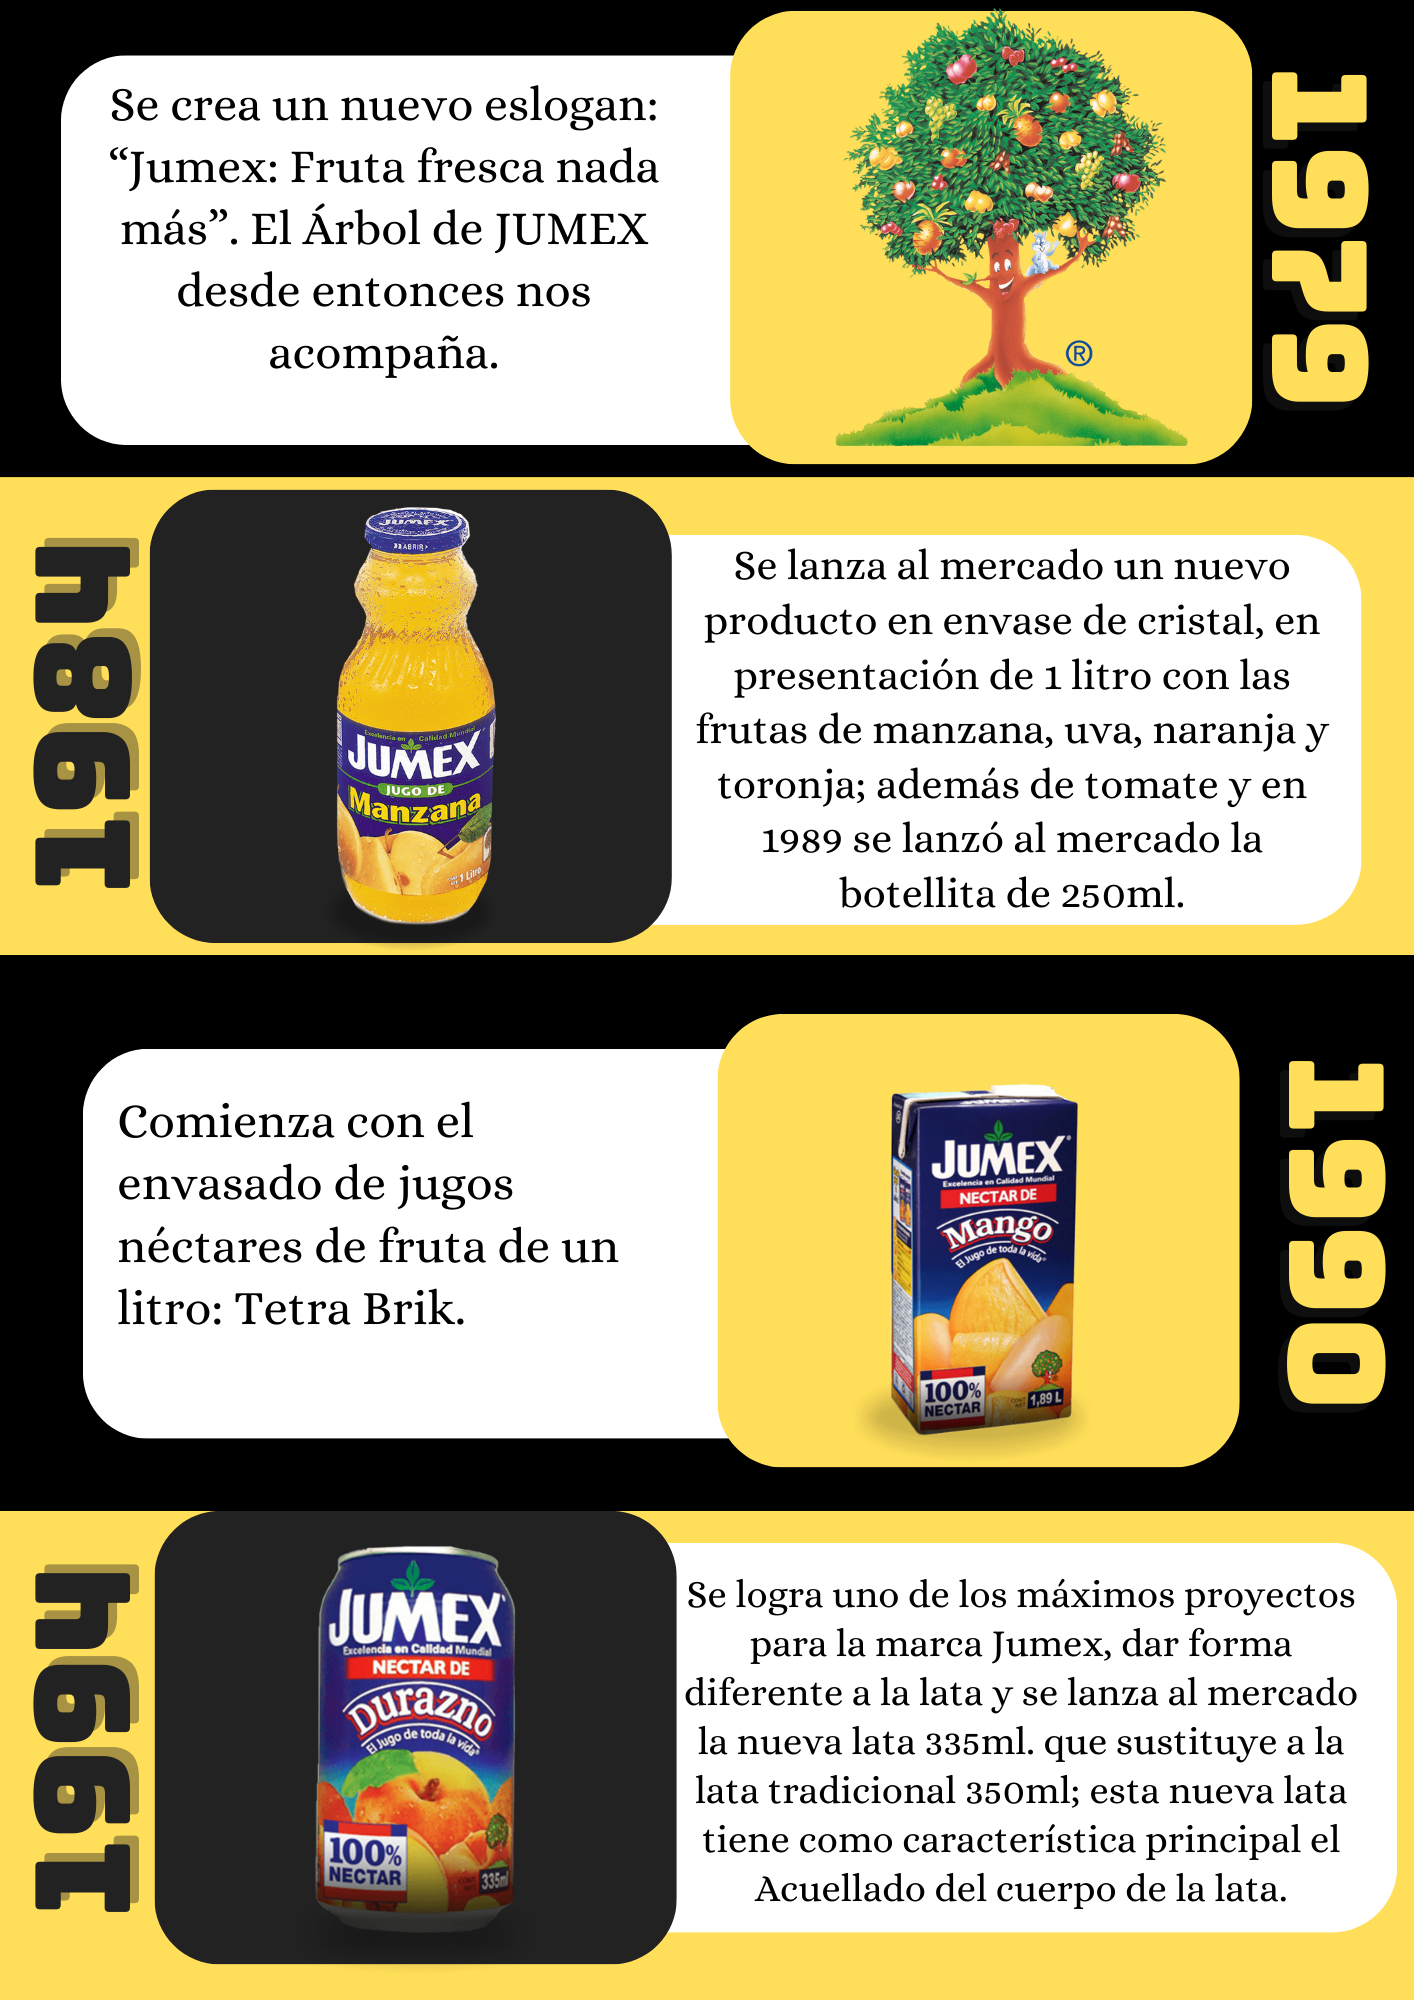 Se crea un nuevo eslogan:
“Jumex: Fruta fresca nada
más”. El Árbol de JUMEX
desde entonces nos
acompaña.
®
1979
1984
JUMEX
ABRIR
Excelencia en Calidad Mundial
JUMEX
JUGO DE
Manzana
1 Litro
Se lanza al mercado un nuevo
producto en envase de cristal, en
presentación de 1 litro con las
frutas de manzana, uva, naranja y
toronja; además de tomate y en
1989 se lanzó al mercado la
botellita de 250ml.
Comienza con el
envasado de jugos
néctares de fruta de un
litro: Tetra Brik.
JUMEX
JUMEX
Excelencia en Calidad Mundial
NECTAR DE
Mango
El Jugo de toda la vida
100%
NECTAR
1,89 L
1990
1994
JUMEX
Excelencia en Calidad Mundial
NECTAR DE
Durazno
El Jugo de toda la vida
100%
NECTAR
335ml
Se logra uno de los máximos proyectos
para la marca Jumex, dar forma
diferente a la lata y se lanza al mercado
la nueva lata 335ml. que sustituye a la
lata tradicional 350ml; esta nueva lata
tiene como característica principal el
Acuellado del cuerpo de la lata.